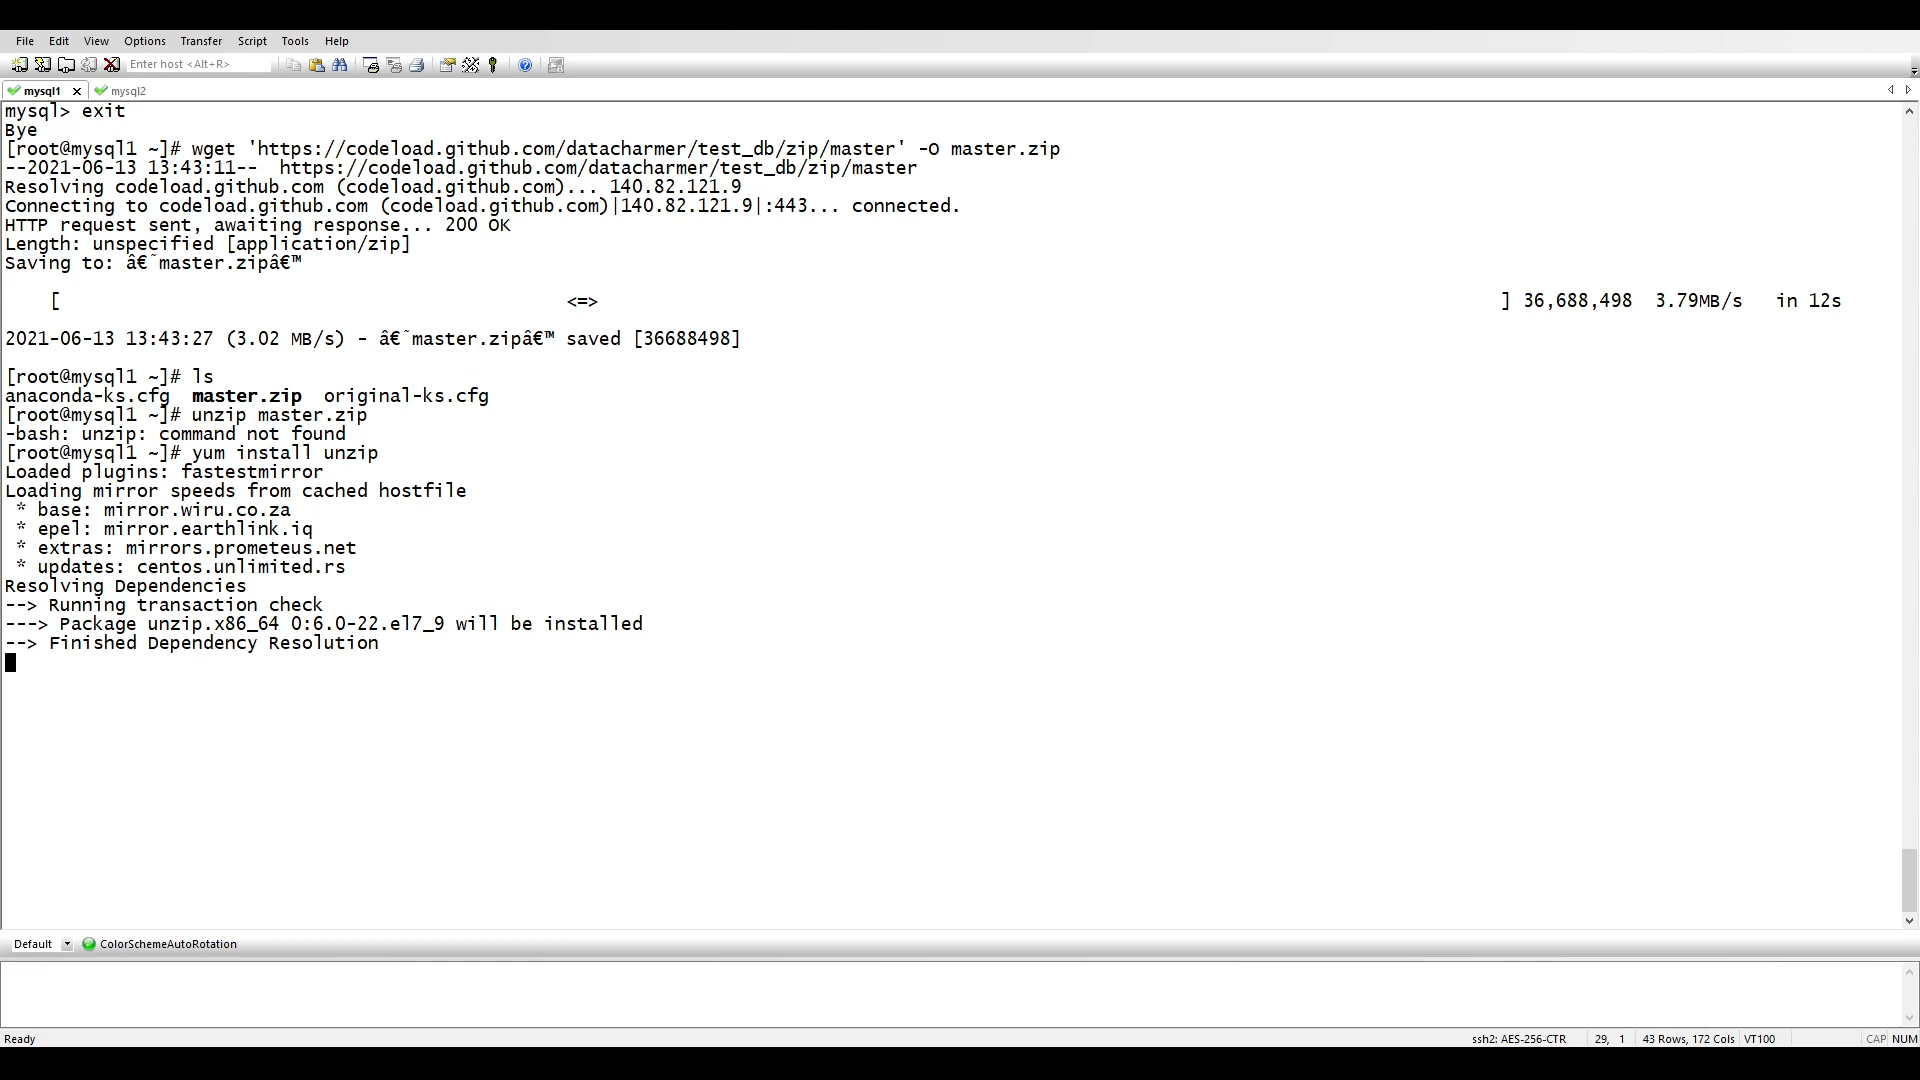 File Edit View Options Transfer Script Tools Help
Enter host <Alt+R>
mysql1 mysql2
mysql> exit
Bye
[root@mysql1 ~]# wget 'https://codeload.github.com/datacharmer/test_db/zip/master' -O master.zip
--2021-06-13 13:43:11--  https://codeload.github.com/datacharmer/test_db/zip/master
Resolving codeload.github.com (codeload.github.com)... 140.82.121.9
Connecting to codeload.github.com (codeload.github.com)|140.82.121.9|:443... connected.
HTTP request sent, awaiting response... 200 OK
Length: unspecified [application/zip]
Saving to: â€˜master.zipâ€™
[ <=> ] 36,688,498  3.79MB/s   in 12s
2021-06-13 13:43:27 (3.02 MB/s) - â€˜master.zipâ€™ saved [36688498]
[root@mysql1 ~]# ls
anaconda-ks.cfg  master.zip  original-ks.cfg
[root@mysql1 ~]# unzip master.zip
-bash: unzip: command not found
[root@mysql1 ~]# yum install unzip
Loaded plugins: fastestmirror
Loading mirror speeds from cached hostfile
 * base: mirror.wiru.co.za
 * epel: mirror.earthlink.iq
 * extras: mirrors.prometeus.net
 * updates: centos.unlimited.rs
Resolving Dependencies
--> Running transaction check
---> Package unzip.x86_64 0:6.0-22.el7_9 will be installed
--> Finished Dependency Resolution
Default ColorSchemeAutoRotation
Ready ssh2: AES-256-CTR 29, 1 43 Rows, 172 Cols VT100 CAP NUM